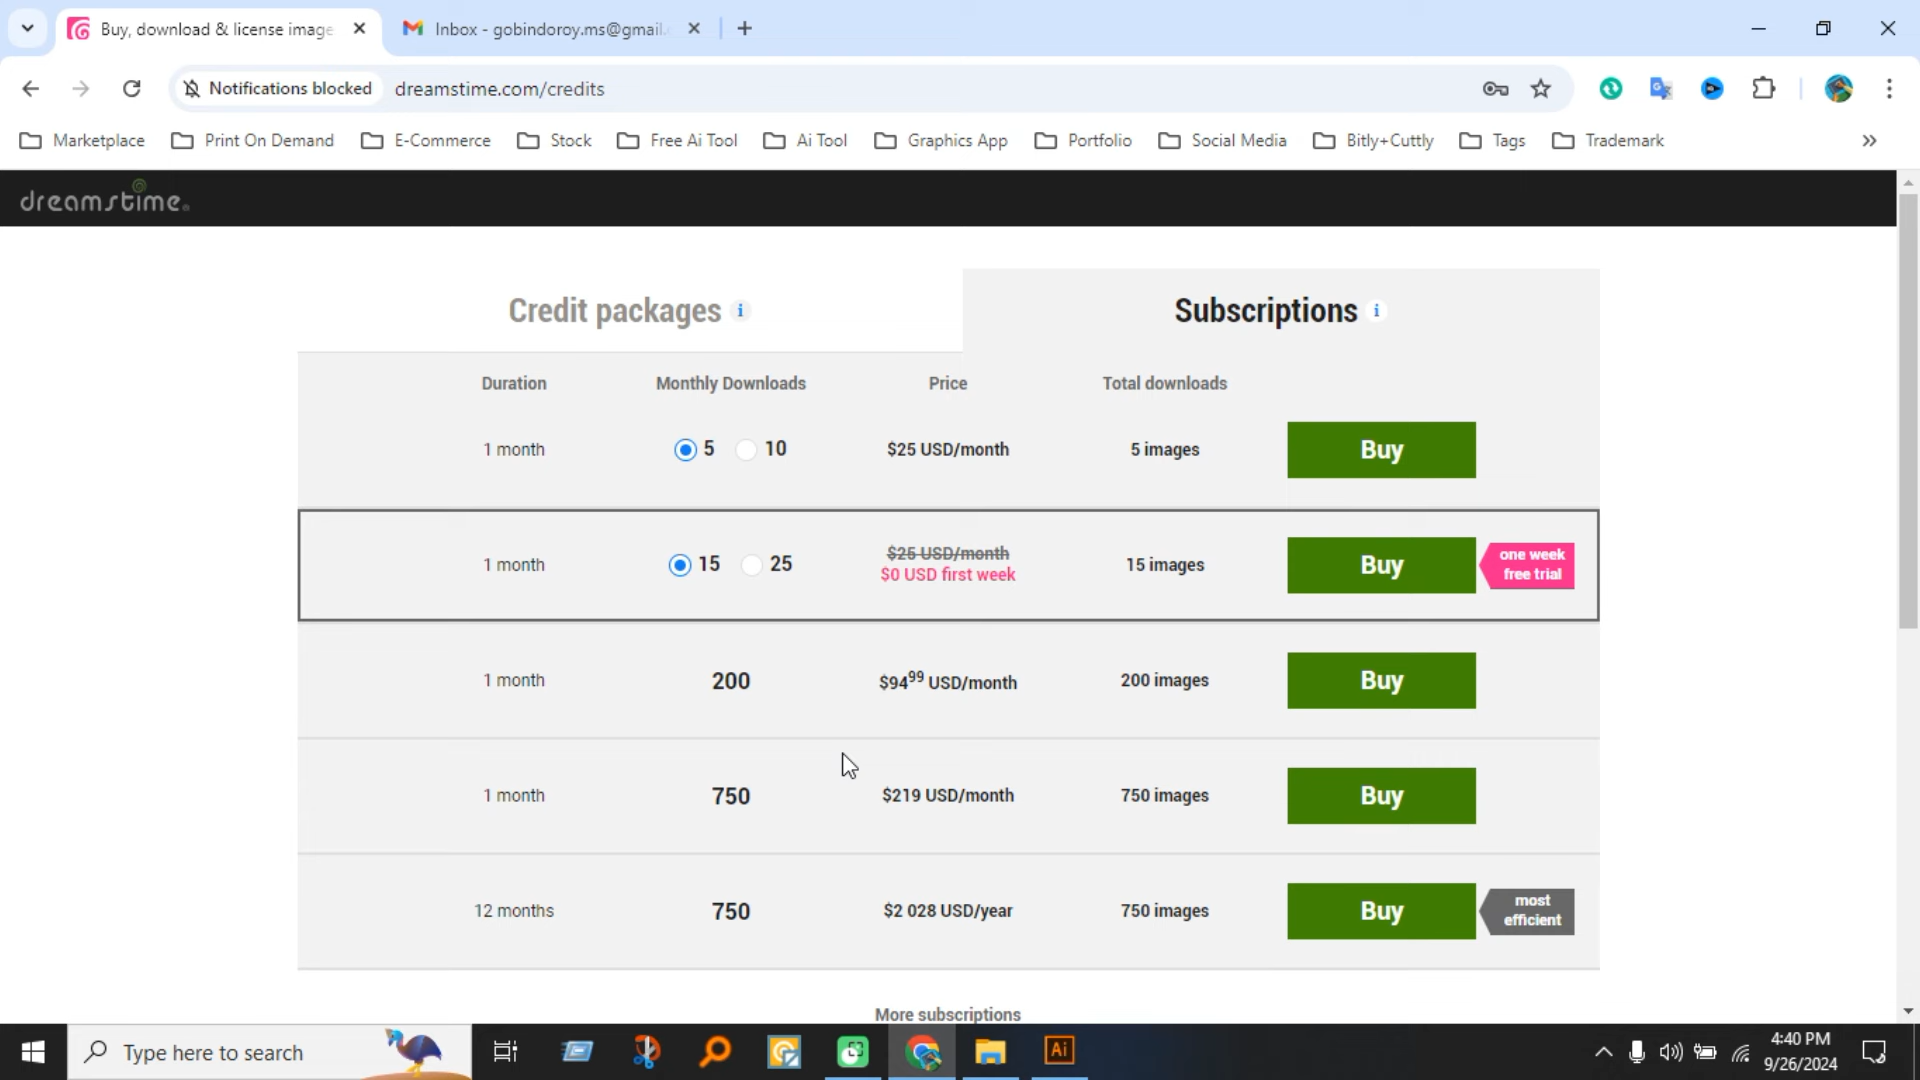 Buy, download & license image
Inbox - gobindoroy.ms@gmail.
Notifications blocked
dreamstime.com/credits
Marketplace
Print On Demand
E-Commerce
Stock
Free Ai Tool
Ai Tool
Graphics App
Portfolio
Social Media
Bitly+Cuttly
Tags
Trademark
dreamstime
Credit packages i
Subscriptions i
Duration Monthly Downloads Price Total downloads
1 month 5 10 $25 USD/month 5 images Buy
1 month 15 25 $25 USD/month 15 images Buy one week
$0 USD first week free trial
1 month 200 $94⁹⁹ USD/month 200 images Buy
1 month 750 $219 USD/month 750 images Buy
12 months 750 $2 028 USD/year 750 images Buy most
efficient
More subscriptions
Type here to search
Ai
4:40 PM
9/26/2024